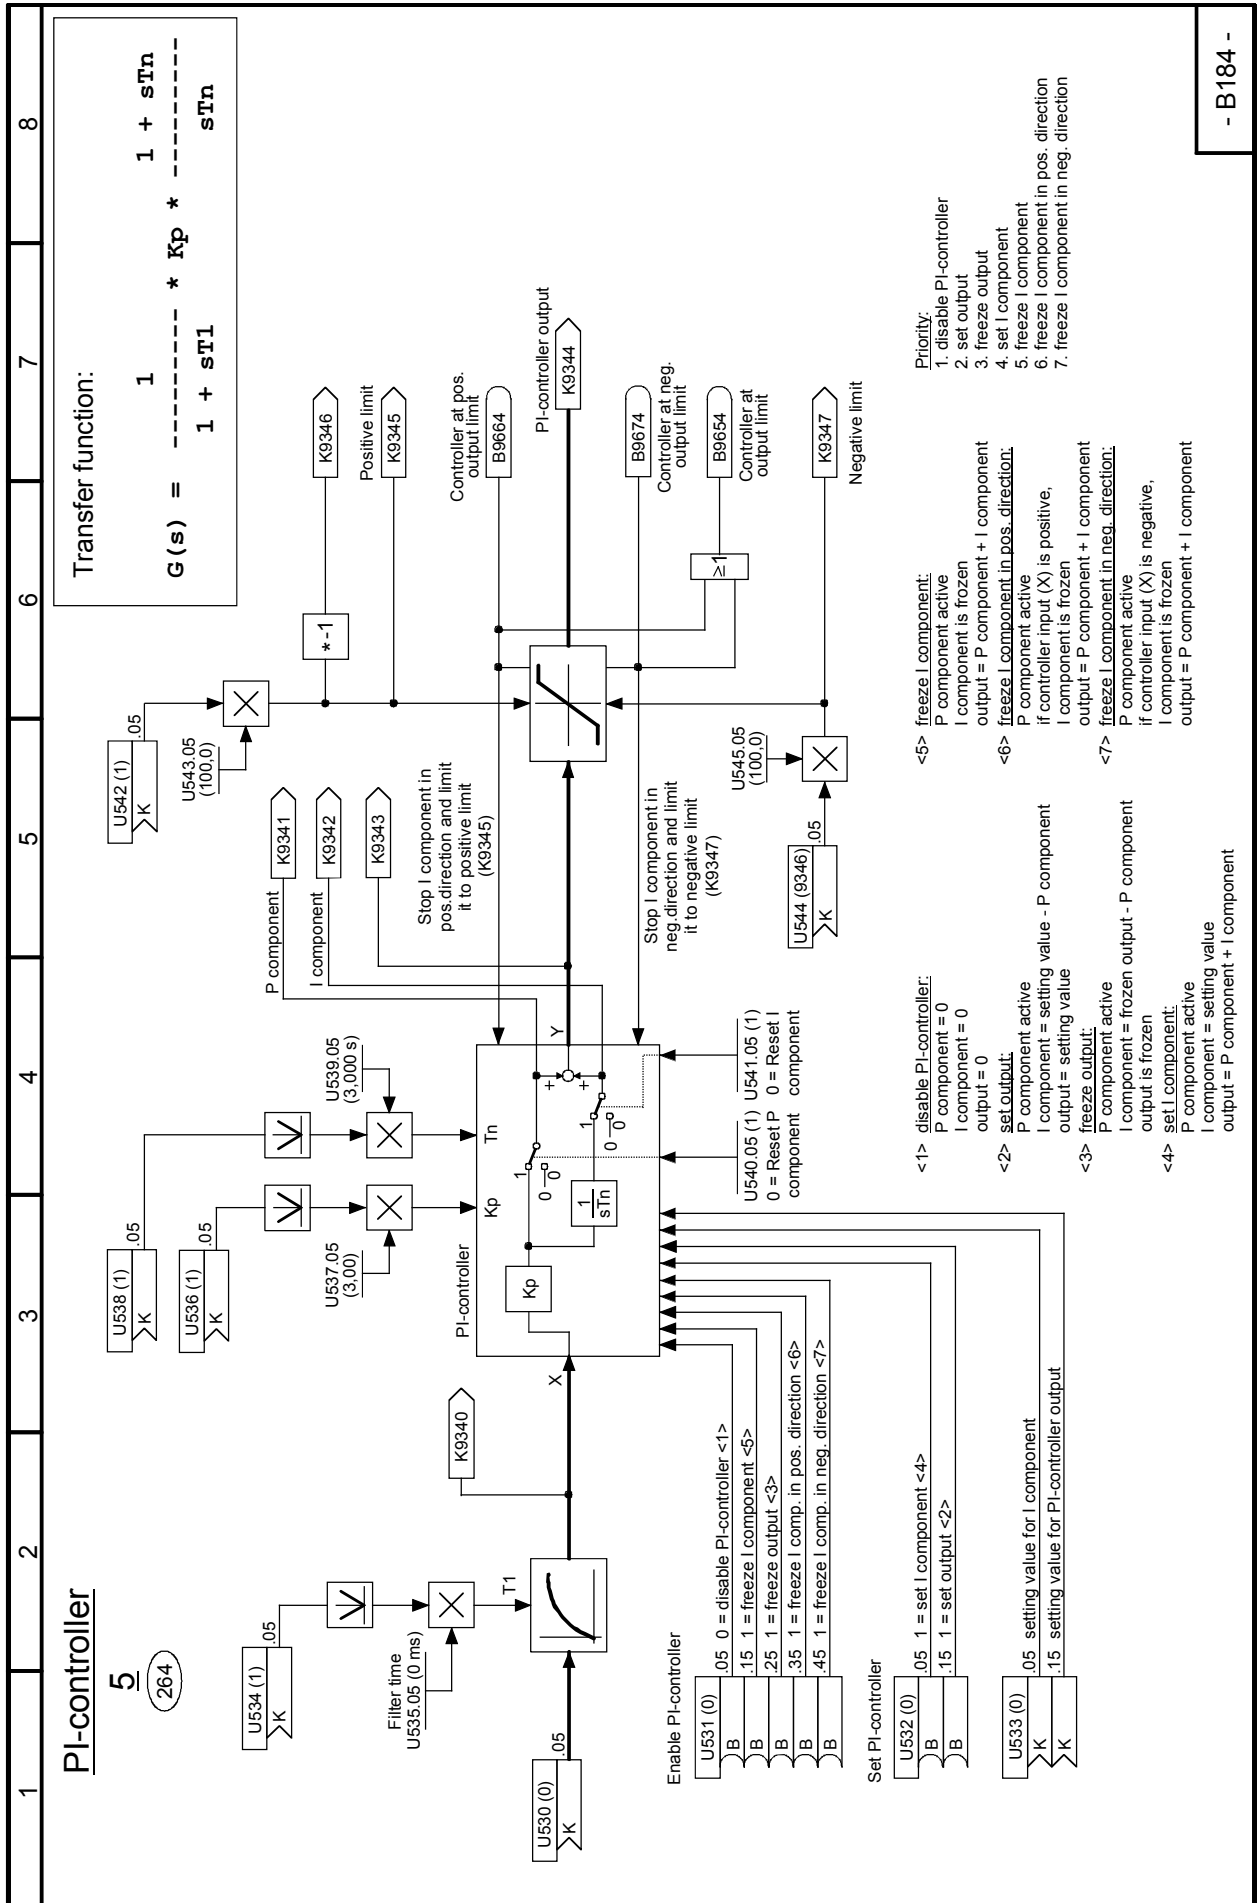 1 2 3 4 5 6 7 8
PI-controller
5
264
Transfer function:
1 1 + sTn
G(s) = -------- * Kp * ----------
1 + sT1 sTn
U534 (1)
K
.05
Filter time
U535.05 (0 ms)
T1
U530 (0)
K
.05
K9340
X
U538 (1)
K
.05
U536 (1)
K
.05
U537.05
(3,00)
U539.05
(3,000 s)
PI-controller
Kp
Tn
Kp
1
sTn
1
0
0
1
0
0
+
+
Y
U540.05 (1)
0 = Reset P
component
U541.05 (1)
0 = Reset I
component
P component
K9341
I component
K9342
K9343
Stop I component in
pos.direction and limit
it to positive limit
(K9345)
Stop I component in
neg.direction and limit
it to negative limit
(K9347)
U542 (1)
K
.05
U543.05
(100,0)
U544 (9346)
K
.05
U545.05
(100,0)
*-1
K9346
Positive limit
K9345
Controller at pos.
output limit
B9664
PI-controller output
K9344
B9674
Controller at neg.
output limit
≥1
B9654
Controller at
output limit
K9347
Negative limit
Enable PI-controller
U531 (0)
B .05 0 = disable PI-controller <1>
B .15 1 = freeze I component <5>
B .25 1 = freeze output <3>
B .35 1 = freeze I comp. in pos. direction <6>
B .45 1 = freeze I comp. in neg. direction <7>
Set PI-controller
U532 (0)
B .05 1 = set I component <4>
B .15 1 = set output <2>
U533 (0)
K .05 setting value for I component
K .15 setting value for PI-controller output
<1> disable PI-controller:
P component = 0
I component = 0
output = 0
<2> set output:
P component active
I component = setting value - P component
output = setting value
<3> freeze output:
P component active
I component = frozen output - P component
output is frozen
<4> set I component:
P component active
I component = setting value
output = P component + I component
<5> freeze I component:
P component active
I component is frozen
output = P component + I component
<6> freeze I component in pos. direction:
P component active
if controller input (X) is positive,
I component is frozen
output = P component + I component
<7> freeze I component in neg. direction:
P component active
if controller input (X) is negative,
I component is frozen
output = P component + I component
Priority:
1. disable PI-controller
2. set output
3. freeze output
4. set I component
5. freeze I component
6. freeze I component in pos. direction
7. freeze I component in neg. direction
- B184 -